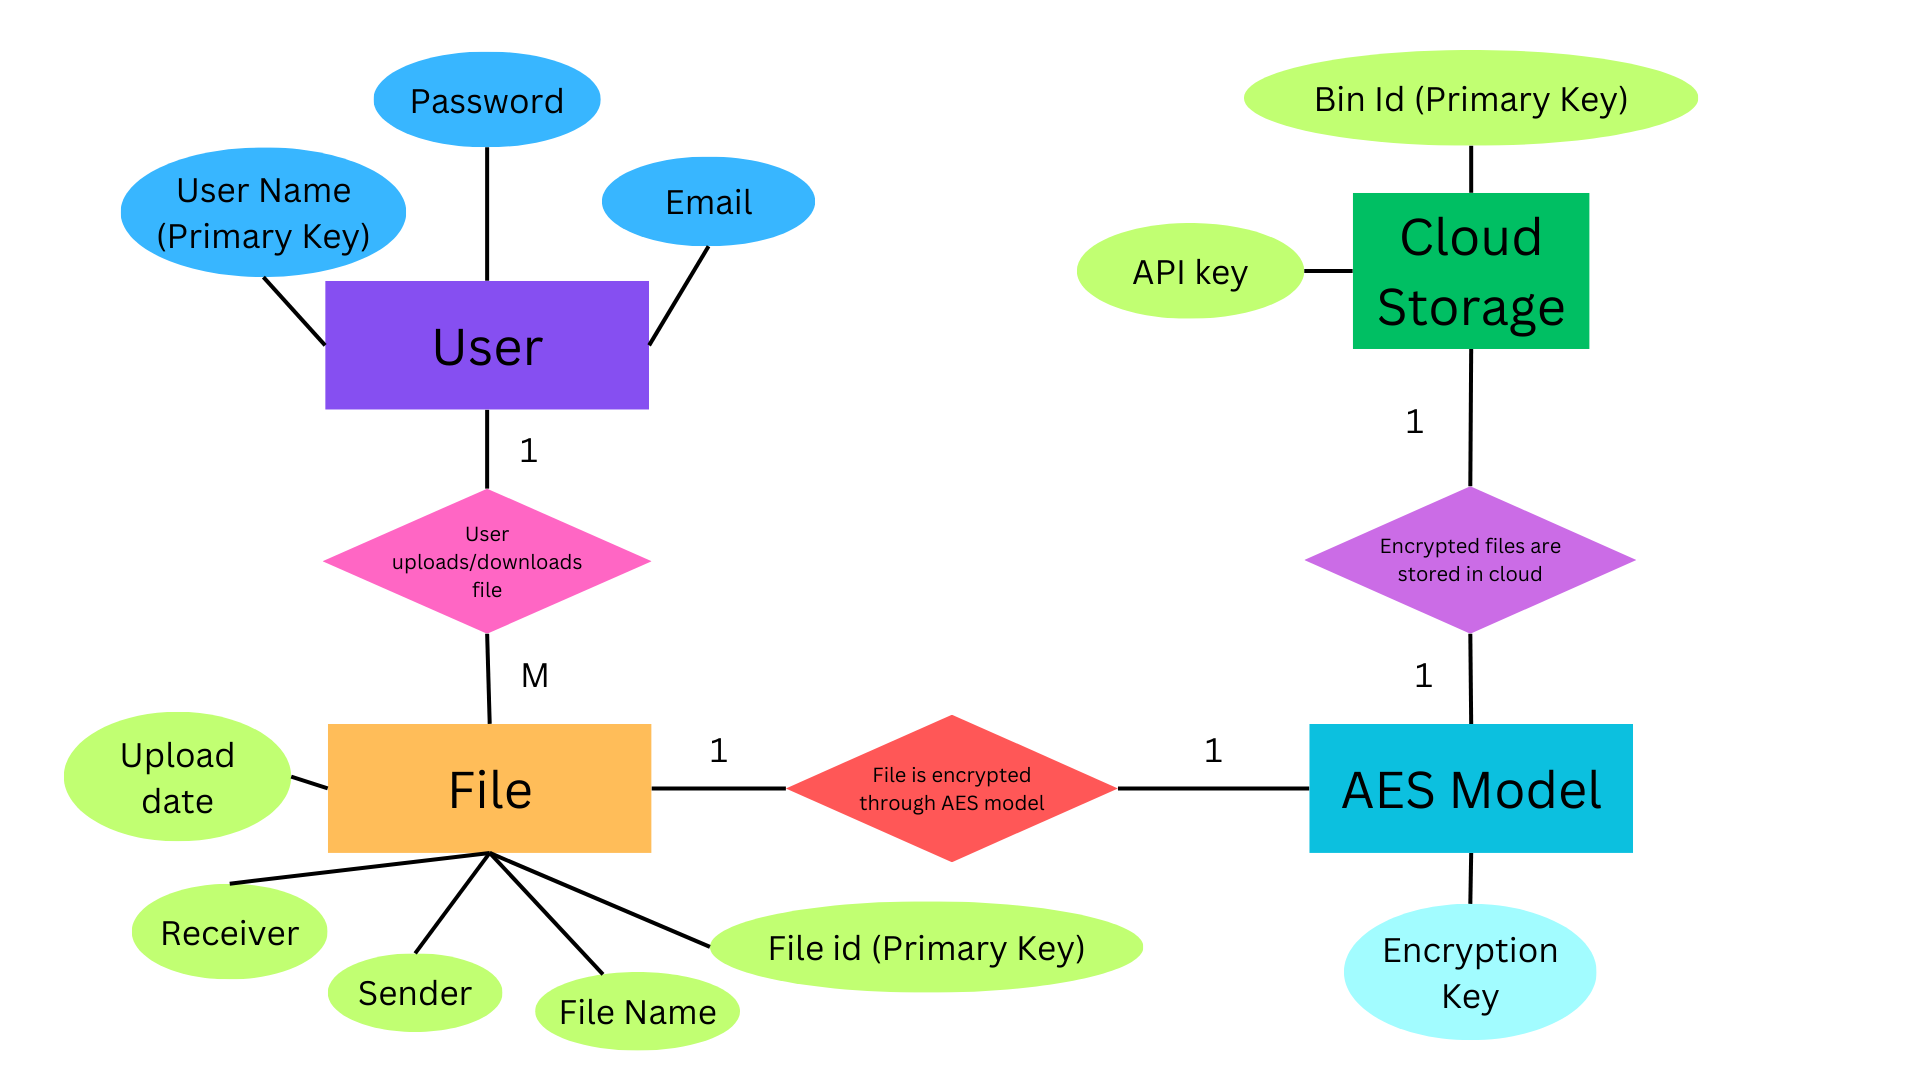 Password
User Name
(Primary Key)
Email
User
1
User
uploads/downloads
file
M
Upload
date
File
Receiver
Sender
File Name
File id (Primary Key)
1
File is encrypted
through AES model
1
Bin Id (Primary Key)
API key
Cloud
Storage
1
Encrypted files are
stored in cloud
1
AES Model
Encryption
Key